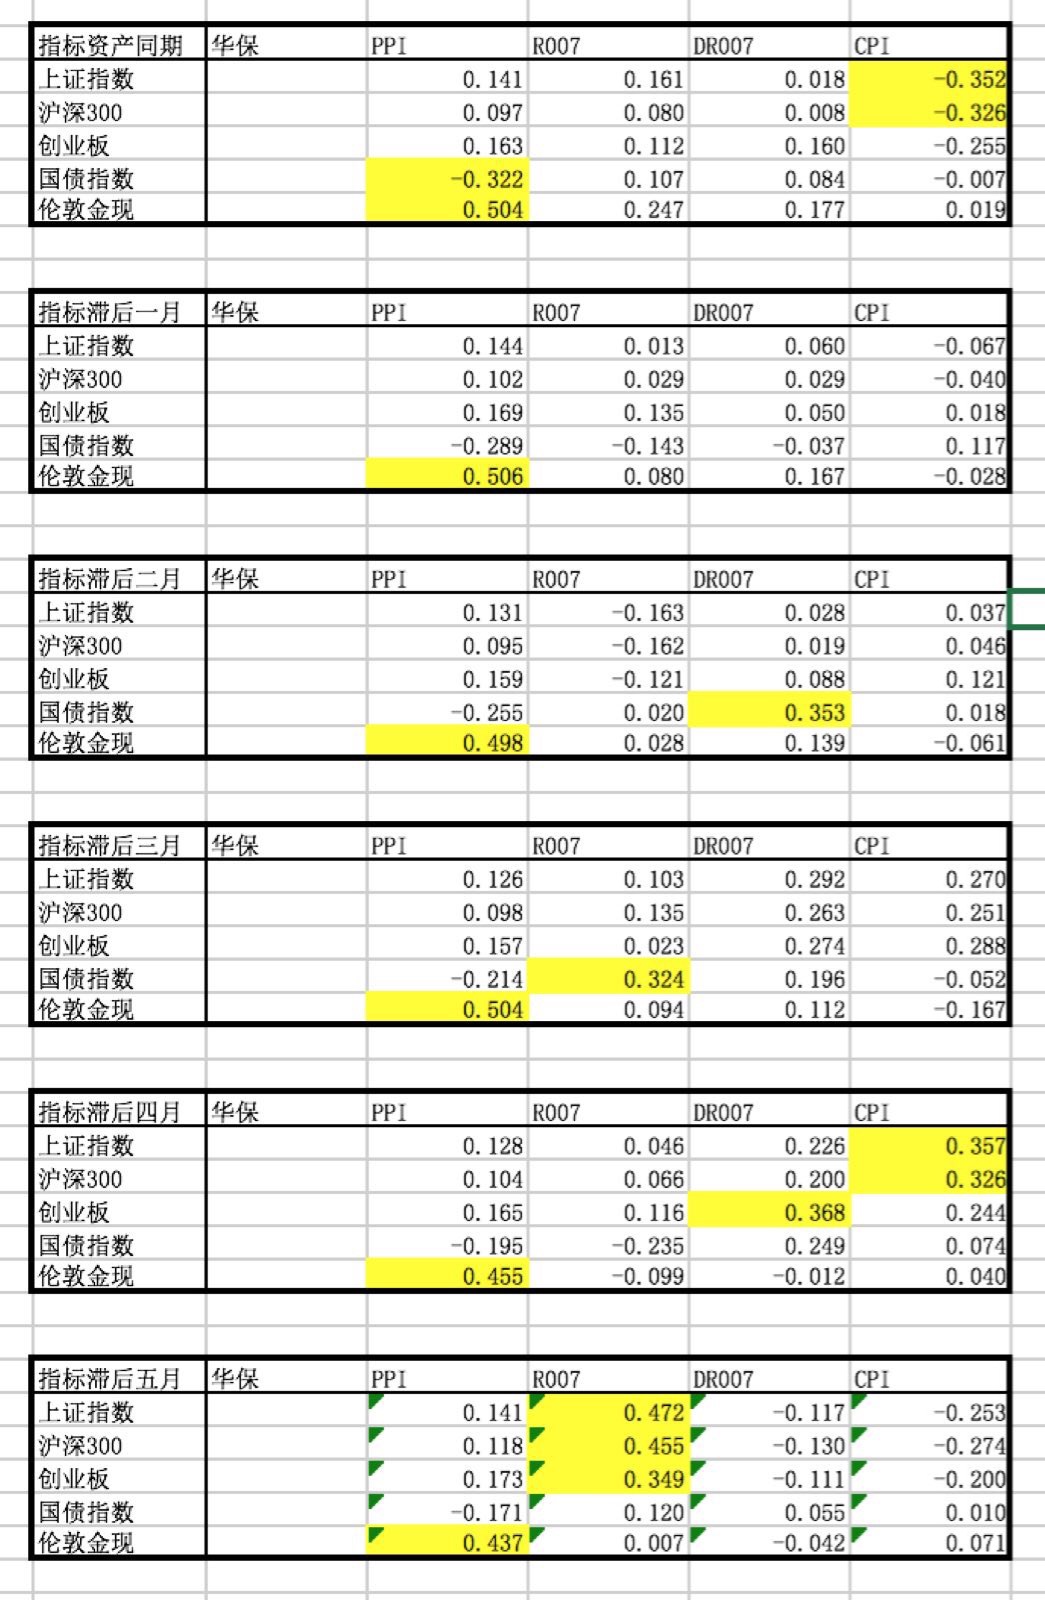 指标资产同期 华保 PPI R007 DR007 CPI
上证指数 0.141 0.161 0.018 -0.352
沪深300 0.097 0.080 0.008 -0.326
创业板 0.163 0.112 0.160 -0.255
国债指数 -0.322 0.107 0.084 -0.007
伦敦金现 0.504 0.247 0.177 0.019
指标滞后一月 华保 PPI R007 DR007 CPI
上证指数 0.144 0.013 0.060 -0.067
沪深300 0.102 0.029 0.029 -0.040
创业板 0.169 0.135 0.050 0.018
国债指数 -0.289 -0.143 -0.037 0.117
伦敦金现 0.506 0.080 0.167 -0.028
指标滞后二月 华保 PPI R007 DR007 CPI
上证指数 0.131 -0.163 0.028 0.037
沪深300 0.095 -0.162 0.019 0.046
创业板 0.159 -0.121 0.088 0.121
国债指数 -0.255 0.020 0.353 0.018
伦敦金现 0.498 0.028 0.139 -0.061
指标滞后三月 华保 PPI R007 DR007 CPI
上证指数 0.126 0.103 0.292 0.270
沪深300 0.098 0.135 0.263 0.251
创业板 0.157 0.023 0.274 0.288
国债指数 -0.214 0.324 0.196 -0.052
伦敦金现 0.504 0.094 0.112 -0.167
指标滞后四月 华保 PPI R007 DR007 CPI
上证指数 0.128 0.046 0.226 0.357
沪深300 0.104 0.066 0.200 0.326
创业板 0.165 0.116 0.368 0.244
国债指数 -0.195 -0.235 0.249 0.074
伦敦金现 0.455 -0.099 -0.012 0.040
指标滞后五月 华保 PPI R007 DR007 CPI
上证指数 0.141 0.472 -0.117 -0.253
沪深300 0.118 0.455 -0.130 -0.274
创业板 0.173 0.349 -0.111 -0.200
国债指数 -0.171 0.120 0.055 0.010
伦敦金现 0.437 0.007 -0.042 0.071